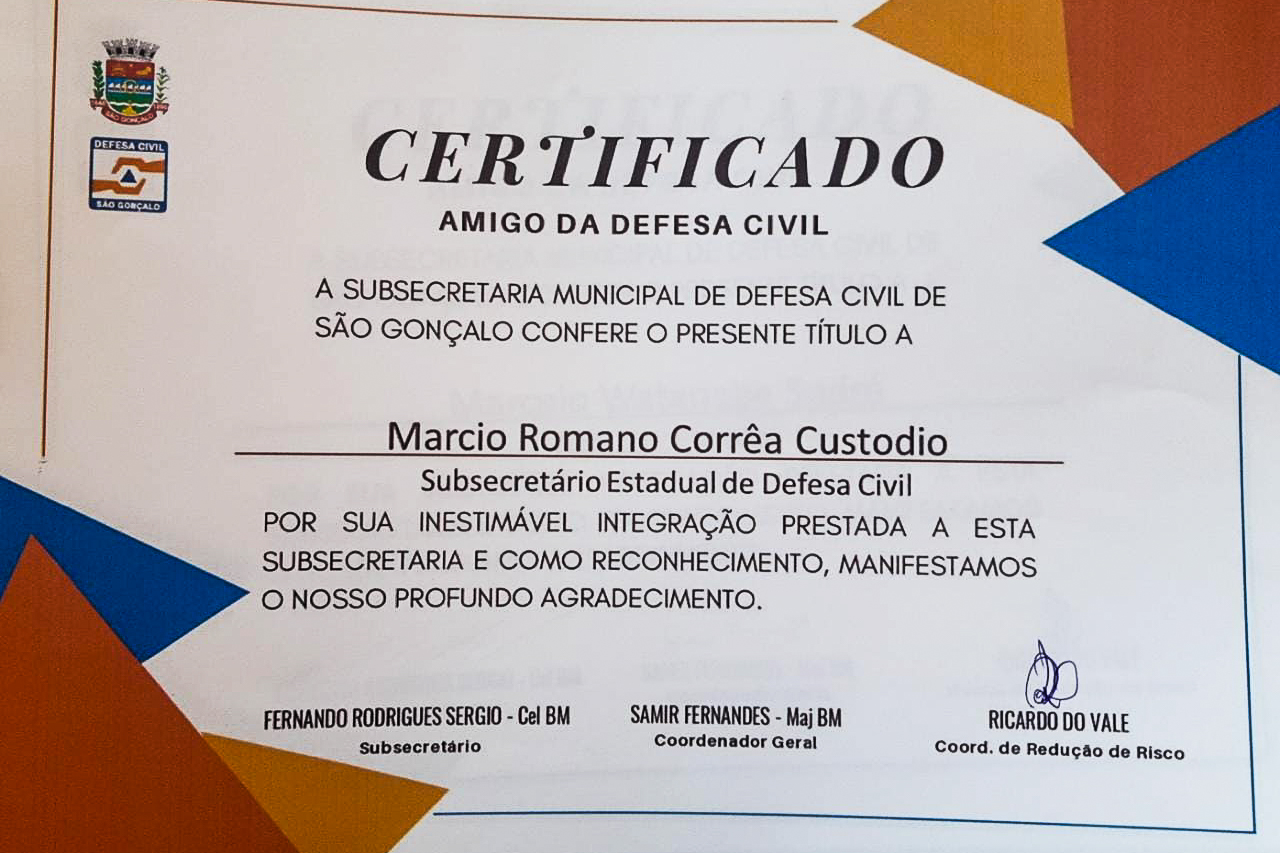 SÃO GONÇALO
DEFESA CIVIL
SÃO GONÇALO
CERTIFICADO
AMIGO DA DEFESA CIVIL
A SUBSECRETARIA MUNICIPAL DE DEFESA CIVIL DE
SÃO GONÇALO CONFERE O PRESENTE TÍTULO A
Marcio Romano Corrêa Custodio
Subsecretário Estadual de Defesa Civil
POR SUA INESTIMÁVEL INTEGRAÇÃO PRESTADA A ESTA
SUBSECRETARIA E COMO RECONHECIMENTO, MANIFESTAMOS
O NOSSO PROFUNDO AGRADECIMENTO.
FERNANDO RODRIGUES SERGIO - Cel BM
Subsecretário
SAMIR FERNANDES - Maj BM
Coordenador Geral
RICARDO DO VALE
Coord. de Redução de Risco